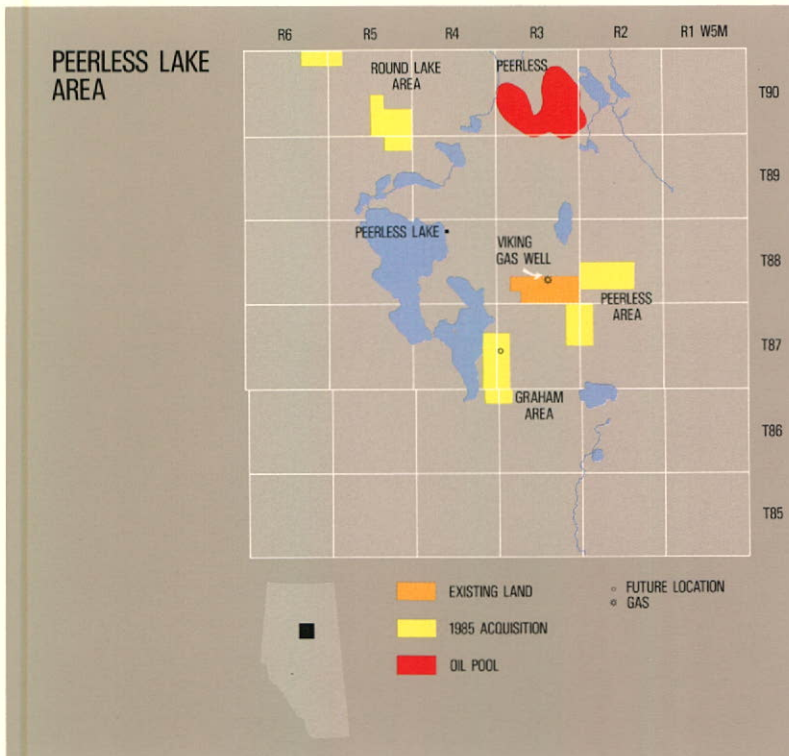 PEERLESS LAKE
AREA
R6 R5 R4 R3 R2 R1 W5M
ROUND LAKE
AREA
PEERLESS
T90
T89
PEERLESS LAKE
VIKING
GAS WELL
T88
PEERLESS
AREA
T87
GRAHAM
AREA
T86
T85
EXISTING LAND
1985 ACQUISITION
OIL POOL
FUTURE LOCATION
GAS